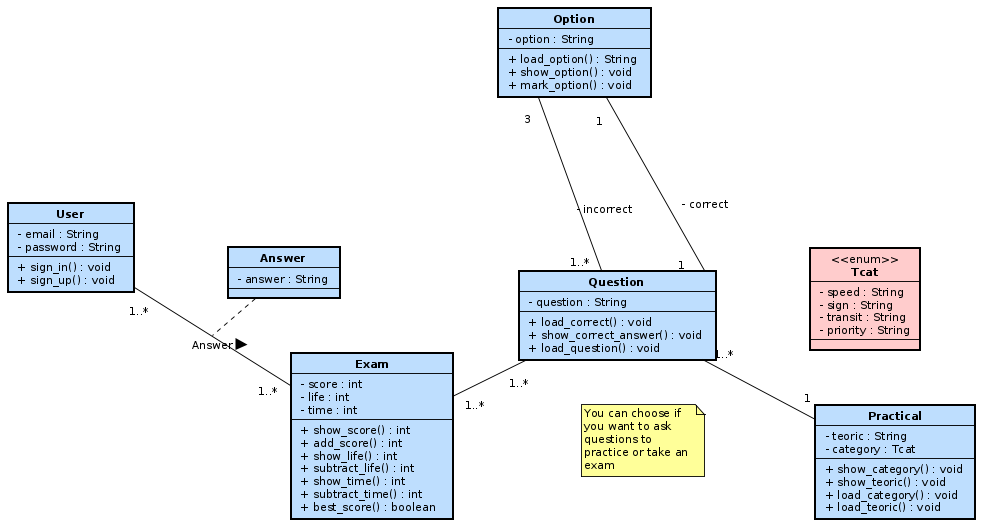 Option
- option : String
+ load_option() : String
+ show_option() : void
+ mark_option() : void
3
1
- incorrect
- correct
1..*
1
User
- email : String
- password : String
+ sign_in() : void
+ sign_up() : void
1..*
Answer
- answer : String
Answer
1..*
Question
- question : String
+ load_correct() : void
+ show_correct_answer() : void
+ load_question() : void
1..*
1..*
1..*
1
<<enum>>
Tcat
- speed : String
- sign : String
- transit : String
- priority : String
Exam
- score : int
- life : int
- time : int
+ show_score() : int
+ add_score() : int
+ show_life() : int
+ subtract_life() : int
+ show_time() : int
+ subtract_time() : int
+ best_score() : boolean
You can choose if
you want to ask
questions to
practice or take an
exam
Practical
- teoric : String
- category : Tcat
+ show_category() : void
+ show_teoric() : void
+ load_category() : void
+ load_teoric() : void